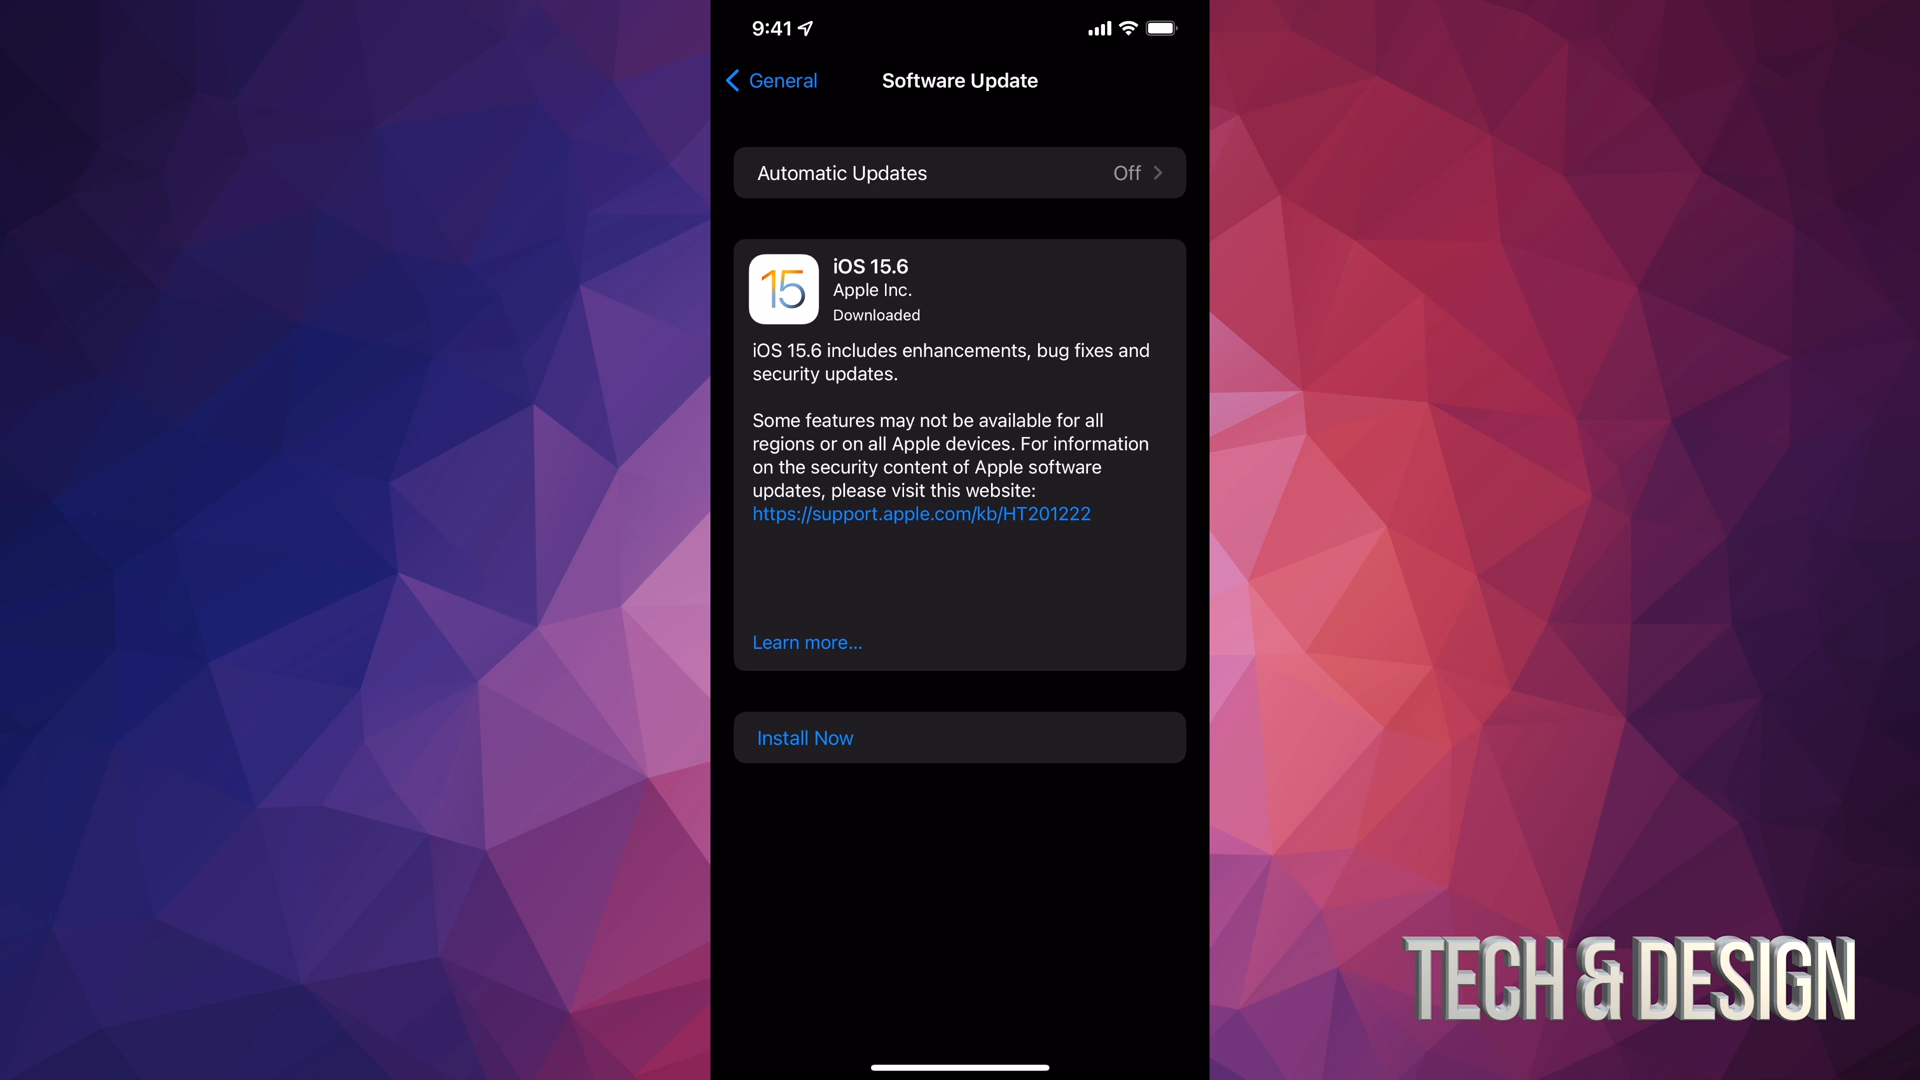 9:41
General
Software Update
Automatic Updates
Off
15
iOS 15.6
Apple Inc.
Downloaded
iOS 15.6 includes enhancements, bug fixes and
security updates.
Some features may not be available for all
regions or on all Apple devices. For information
on the security content of Apple software
updates, please visit this website:
https://support.apple.com/kb/HT201222
Learn more...
Install Now
TECH & DESIGN